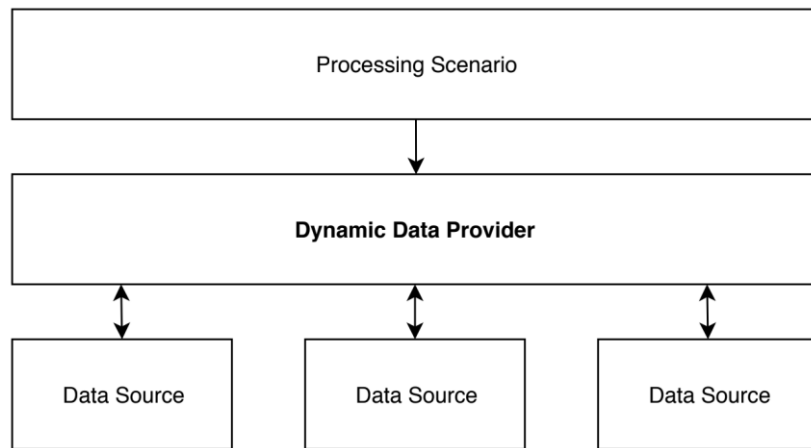 Processing Scenario
Dynamic Data Provider
Data Source
Data Source
Data Source